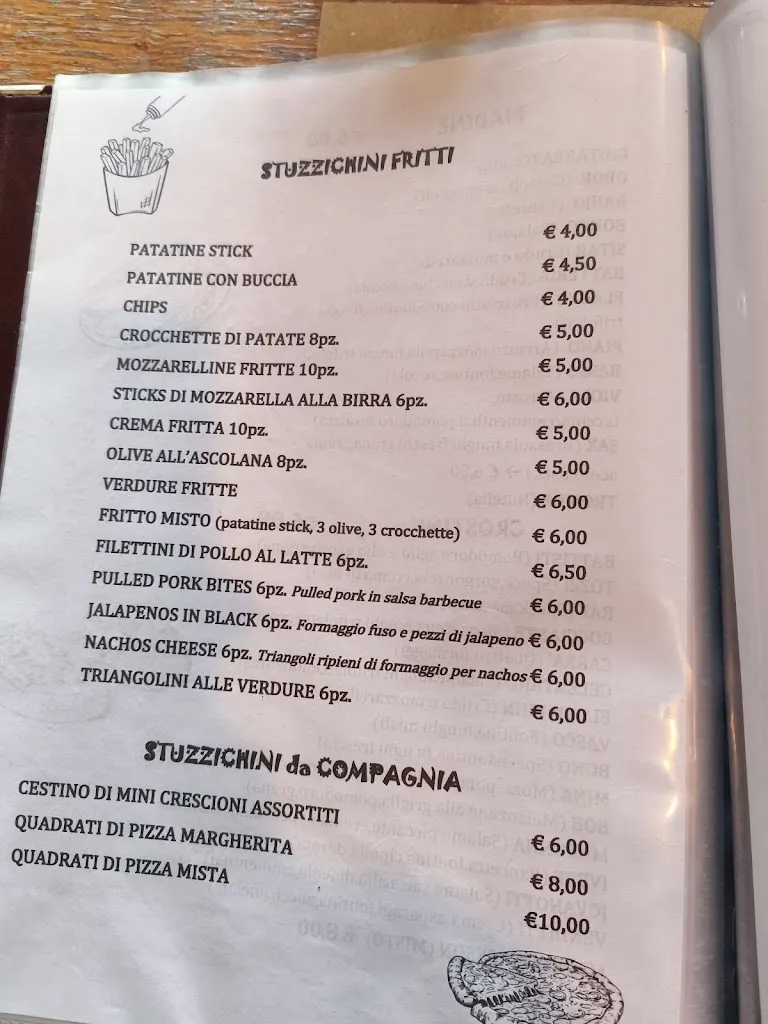 STUZZICHINI FRITTI
PATATINE STICK € 4,00
PATATINE CON BUCCIA € 4,50
CHIPS € 4,00
CROCCHETTE DI PATATE 8pz. € 5,00
MOZZARELLINE FRITTE 10pz. € 5,00
STICKS DI MOZZARELLA ALLA BIRRA 6pz. € 6,00
CREMA FRITTA 10pz. € 5,00
OLIVE ALL'ASCOLANA 8pz. € 5,00
VERDURE FRITTE € 6,00
FRITTO MISTO (patatine stick, 3 olive, 3 crocchette) € 6,00
FILETTINI DI POLLO AL LATTE 6pz. € 6,50
PULLED PORK BITES 6pz. Pulled pork in salsa barbecue € 6,00
JALAPENOS IN BLACK 6pz. Formaggio fuso e pezzi di jalapeno € 6,00
NACHOS CHEESE 6pz. Triangoli ripieni di formaggio per nachos € 6,00
TRIANGOLINI ALLE VERDURE 6pz. € 6,00
STUZZICHINI da COMPAGNIA
CESTINO DI MINI CRESCIONI ASSORTITI € 6,00
QUADRATI DI PIZZA MARGHERITA € 8,00
QUADRATI DI PIZZA MISTA €10,00